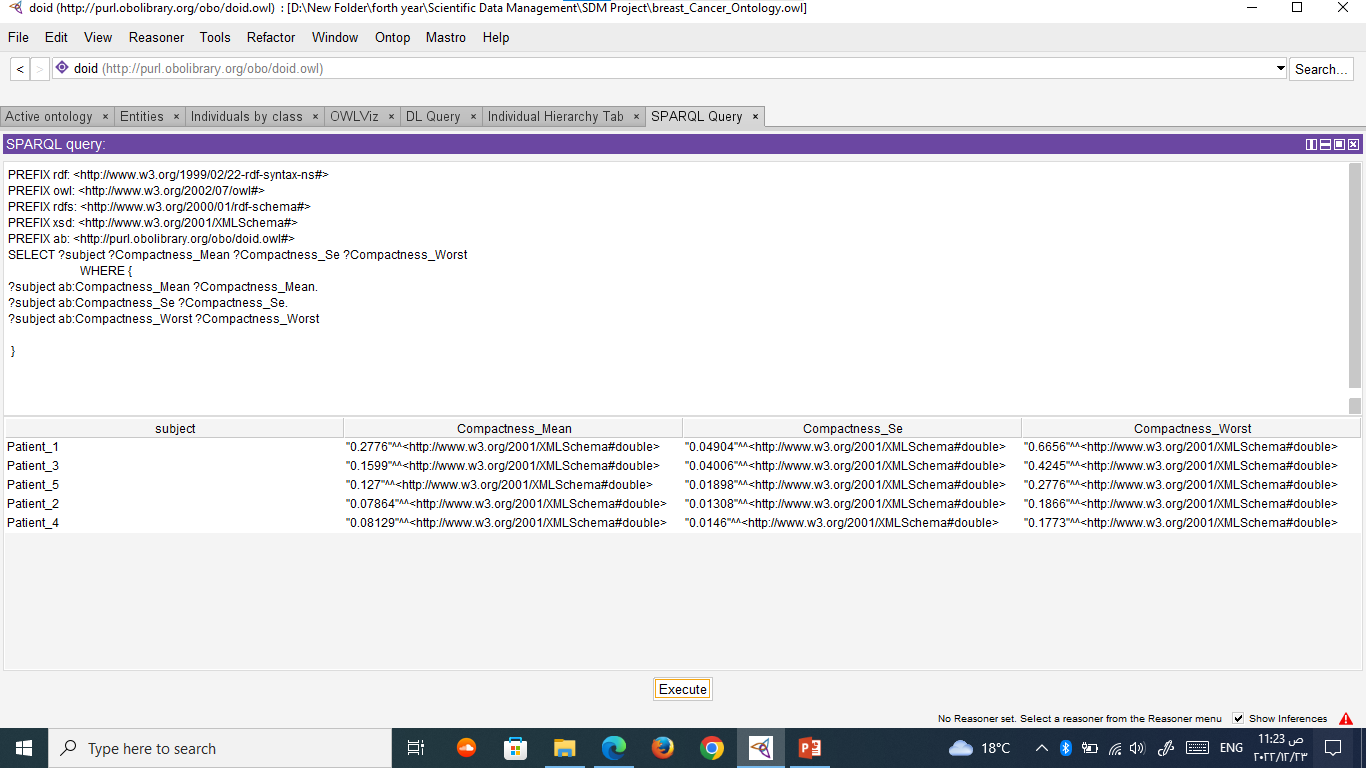 doid (http://purl.obolibrary.org/obo/doid.owl) : [D:\New Folder\forth year\Scientific Data Management\SDM Project\breast_Cancer_Ontology.owl]
File Edit View Reasoner Tools Refactor Window Ontop Mastro Help
< > doid (http://purl.obolibrary.org/obo/doid.owl) Search...
Active ontology × Entities × Individuals by class × OWLViz × DL Query × Individual Hierarchy Tab × SPARQL Query ×
SPARQL query:
PREFIX rdf: <http://www.w3.org/1999/02/22-rdf-syntax-ns#>
PREFIX owl: <http://www.w3.org/2002/07/owl#>
PREFIX rdfs: <http://www.w3.org/2000/01/rdf-schema#>
PREFIX xsd: <http://www.w3.org/2001/XMLSchema#>
PREFIX ab: <http://purl.obolibrary.org/obo/doid.owl#>
SELECT ?subject ?Compactness_Mean ?Compactness_Se ?Compactness_Worst
WHERE {
?subject ab:Compactness_Mean ?Compactness_Mean.
?subject ab:Compactness_Se ?Compactness_Se.
?subject ab:Compactness_Worst ?Compactness_Worst
}
subject Compactness_Mean Compactness_Se Compactness_Worst
Patient_1 "0.2776"^^<http://www.w3.org/2001/XMLSchema#double> "0.04904"^^<http://www.w3.org/2001/XMLSchema#double> "0.6656"^^<http://www.w3.org/2001/XMLSchema#double>
Patient_3 "0.1599"^^<http://www.w3.org/2001/XMLSchema#double> "0.04006"^^<http://www.w3.org/2001/XMLSchema#double> "0.4245"^^<http://www.w3.org/2001/XMLSchema#double>
Patient_5 "0.127"^^<http://www.w3.org/2001/XMLSchema#double> "0.01898"^^<http://www.w3.org/2001/XMLSchema#double> "0.2776"^^<http://www.w3.org/2001/XMLSchema#double>
Patient_2 "0.07864"^^<http://www.w3.org/2001/XMLSchema#double> "0.01308"^^<http://www.w3.org/2001/XMLSchema#double> "0.1866"^^<http://www.w3.org/2001/XMLSchema#double>
Patient_4 "0.08129"^^<http://www.w3.org/2001/XMLSchema#double> "0.0146"^^<http://www.w3.org/2001/XMLSchema#double> "0.1773"^^<http://www.w3.org/2001/XMLSchema#double>
Execute
No Reasoner set. Select a reasoner from the Reasoner menu Show Inferences
Type here to search 18°C ENG 11:23 ص
٢٠٢٢/١٢/٢٣